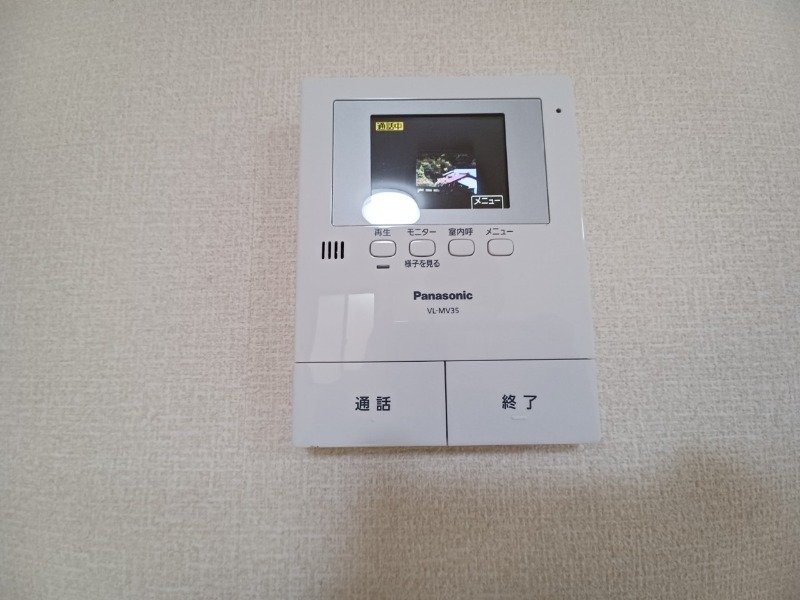 通話中
メニュー
再生 モニター 室内呼 メニュー
様子を見る
Panasonic
VL-MV35
通話 終了